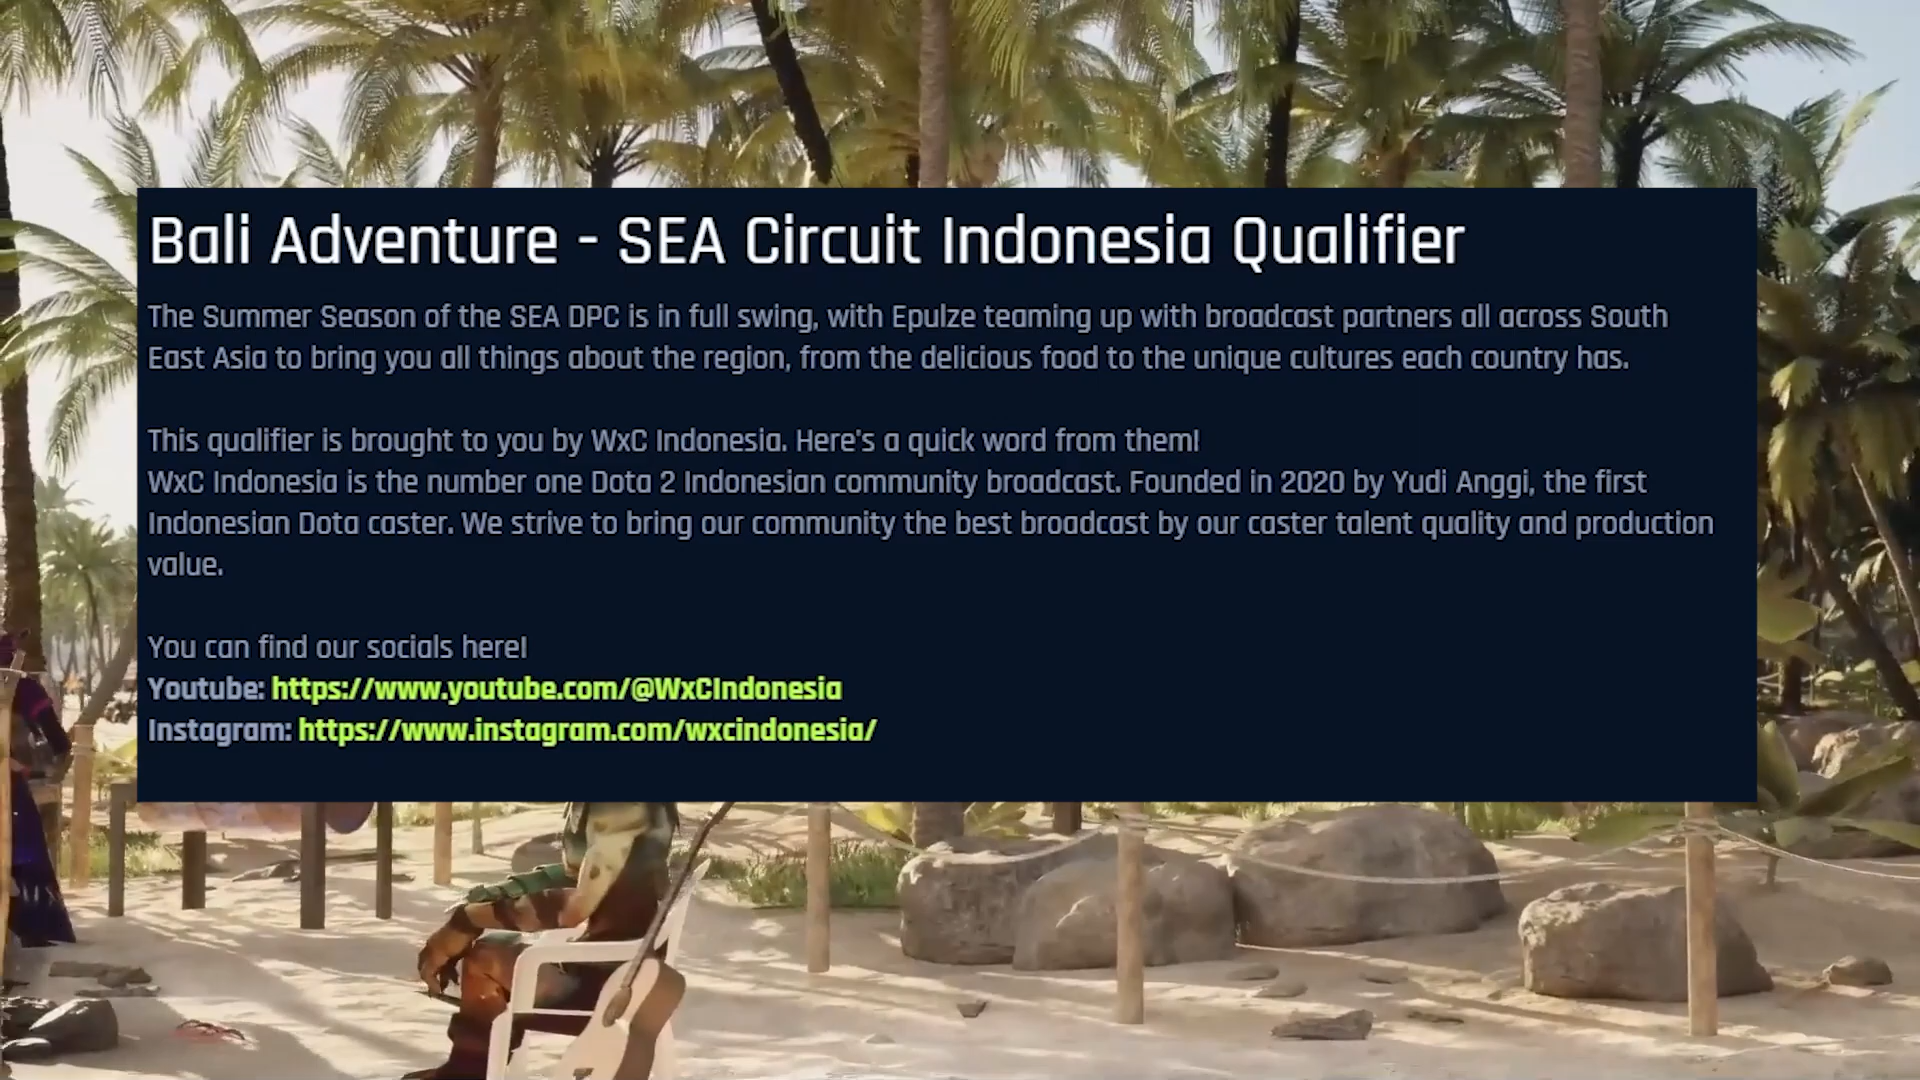 Bali Adventure - SEA Circuit Indonesia Qualifier
The Summer Season of the SEA DPC is in full swing, with Epulze teaming up with broadcast partners all across South
East Asia to bring you all things about the region, from the delicious food to the unique cultures each country has.
This qualifier is brought to you by WxC Indonesia. Here's a quick word from them!
WxC Indonesia is the number one Dota 2 Indonesian community broadcast. Founded in 2020 by Yudi Anggi, the first
Indonesian Dota caster. We strive to bring our community the best broadcast by our caster talent quality and production
value.
You can find our socials here!
Youtube: https://www.youtube.com/@WxCIndonesia
Instagram: https://www.instagram.com/wxcindonesia/